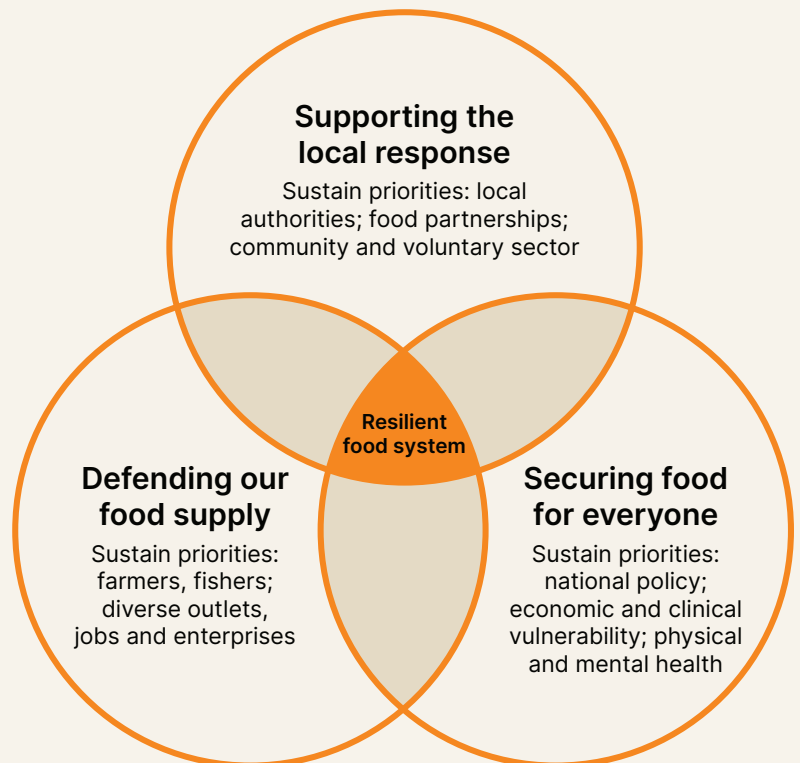 Supporting the
local response
Sustain priorities: local
authorities; food partnerships;
community and voluntary sector
Resilient
food system
Defending our
food supply
Sustain priorities:
farmers, fishers;
diverse outlets,
jobs and enterprises
Securing food
for everyone
Sustain priorities:
national policy;
economic and clinical
vulnerability; physical
and mental health